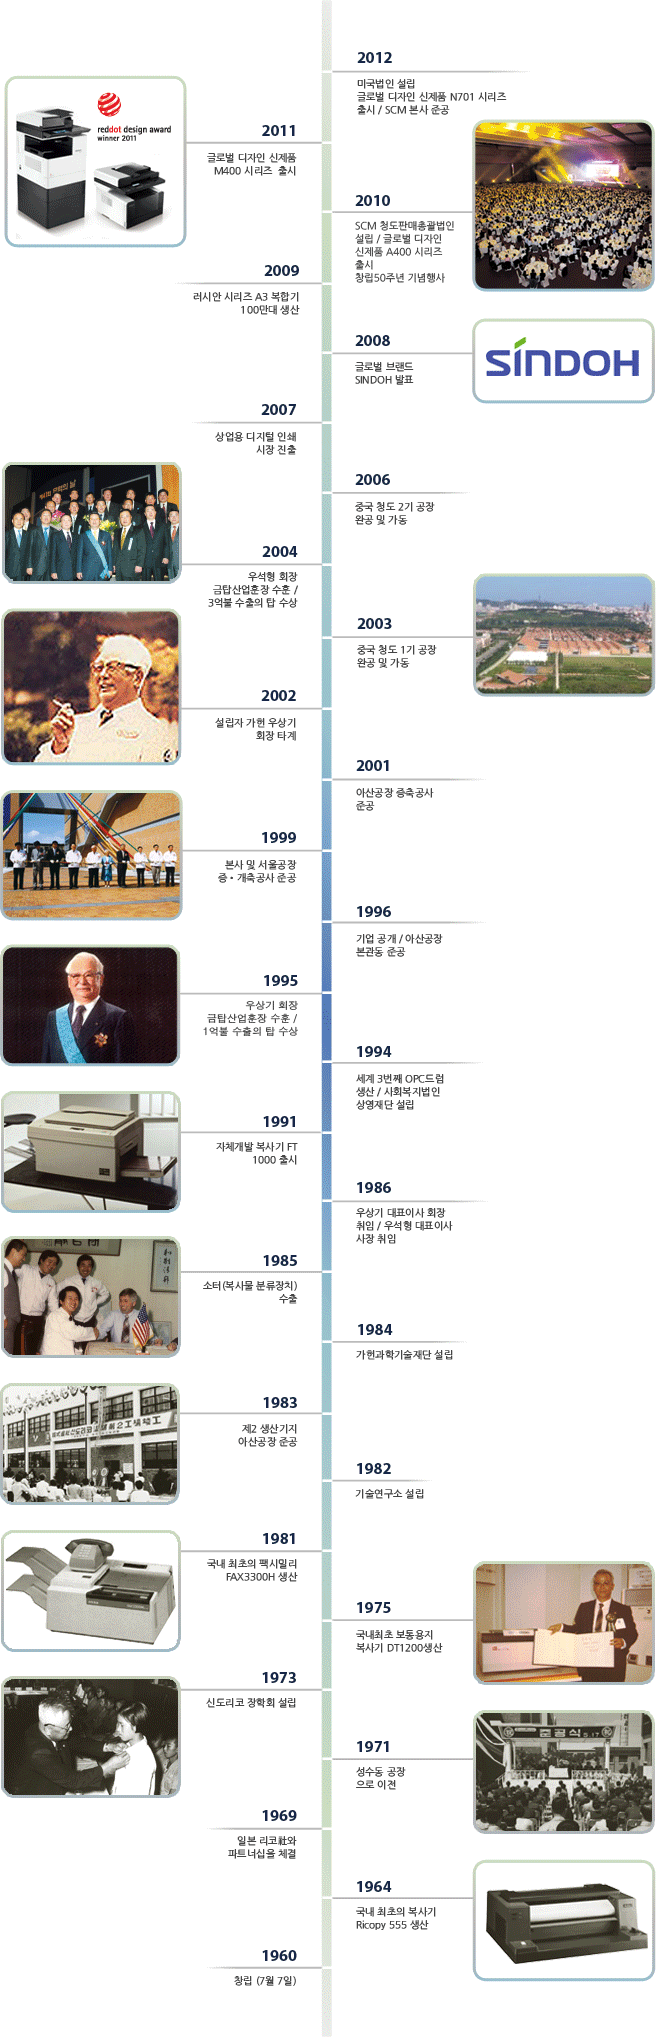 2012
미국법인 설립
글로벌 디자인 신제품 N701 시리즈
출시 / SCM 본사 준공
reddot design award
winner 2011
2011
글로벌 디자인 신제품
M400 시리즈 출시
2010
SCM 청도판매총괄법인
설립 / 글로벌 디자인
신제품 A400 시리즈
출시
창립50주년 기념행사
2009
러시안 시리즈 A3 복합기
100만대 생산
2008
글로벌 브랜드
SINDOH 발표
SINDOH
2007
상업용 디지털 인쇄
시장 진출
2006
중국 청도 2기 공장
완공 및 가동
2004
우석형 회장
금탑산업훈장 수훈 /
3억불 수출의 탑 수상
2003
중국 청도 1기 공장
완공 및 가동
2002
설립자 가헌 우상기
회장 타계
2001
아산공장 증축공사
준공
1999
본사 및 서울공장
증 • 개축공사 준공
1996
기업 공개 / 아산공장
본관동 준공
1995
우상기 회장
금탑산업훈장 수훈 /
1억불 수출의 탑 수상
1994
세계 3번째 OPC드럼
생산 / 사회복지법인
상영재단 설립
1991
자체개발 복사기 FT
1000 출시
1986
우상기 대표이사 회장
취임 / 우석형 대표이사
사장 취임
1985
소터(복사물 분류장치)
수출
1984
가헌과학기술재단 설립
1983
제2 생산기지
아산공장 준공
1982
기술연구소 설립
1981
국내 최초의 팩시밀리
FAX3300H 생산
1975
국내최초 보통용지
복사기 DT1200생산
1973
신도리코 장학회 설립
준공식
1971
성수동 공장
으로 이전
1969
일본 리코社와
파트너십을 체결
1964
국내 최초의 복사기
Ricopy 555 생산
1960
창립 (7월 7일)